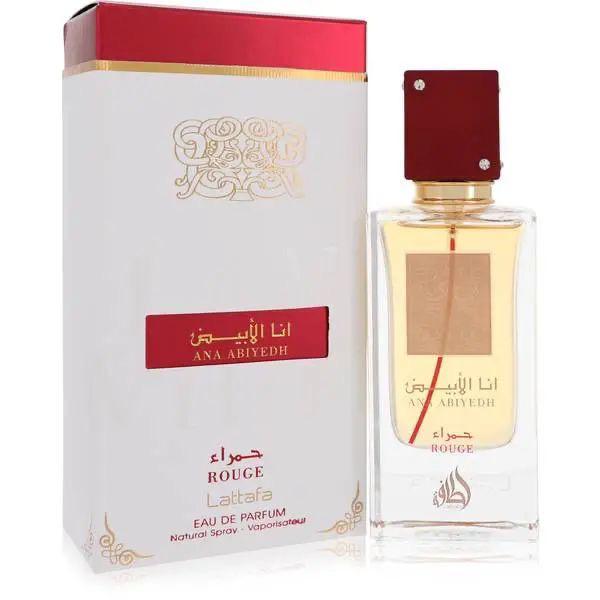 انا الأبيض
ANA ABIYEDH
حمراء
ROUGE
Lattafa
EAU DE PARFUM
Natural Spray - Vaporisateur
انا الأبيض
ANA ABIYEDH
حمراء
ROUGE
لطافة